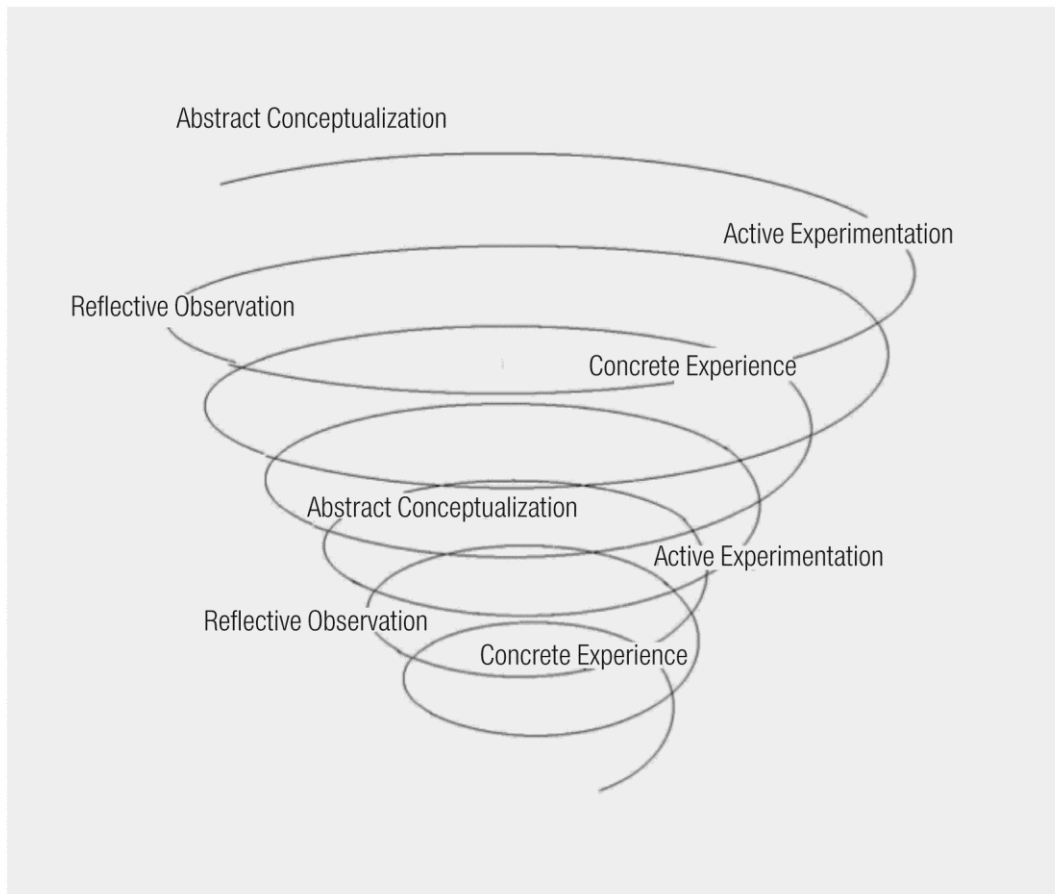 Abstract Conceptualization
Active Experimentation
Reflective Observation
Concrete Experience
Abstract Conceptualization
Active Experimentation
Reflective Observation
Concrete Experience